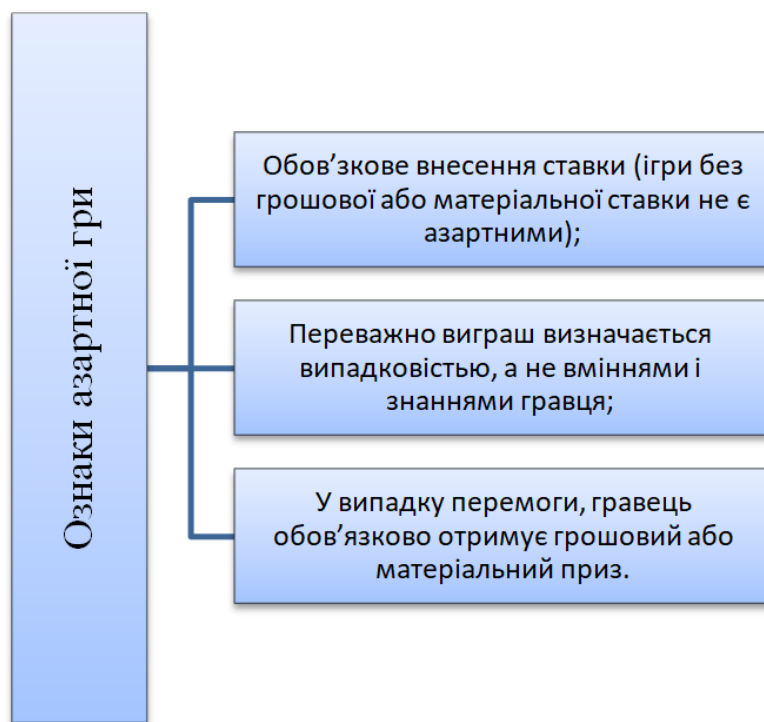 Ознаки азартної гри
Обов’зкове внесення ставки (ігри без
грошової або матеріальної ставки не є
азартними);
Переважно виграш визначається
випадковістю, а не вміннями і
знаннями гравця;
У випадку перемоги, гравець
обов’язково отримує грошовий або
матеріальний приз.